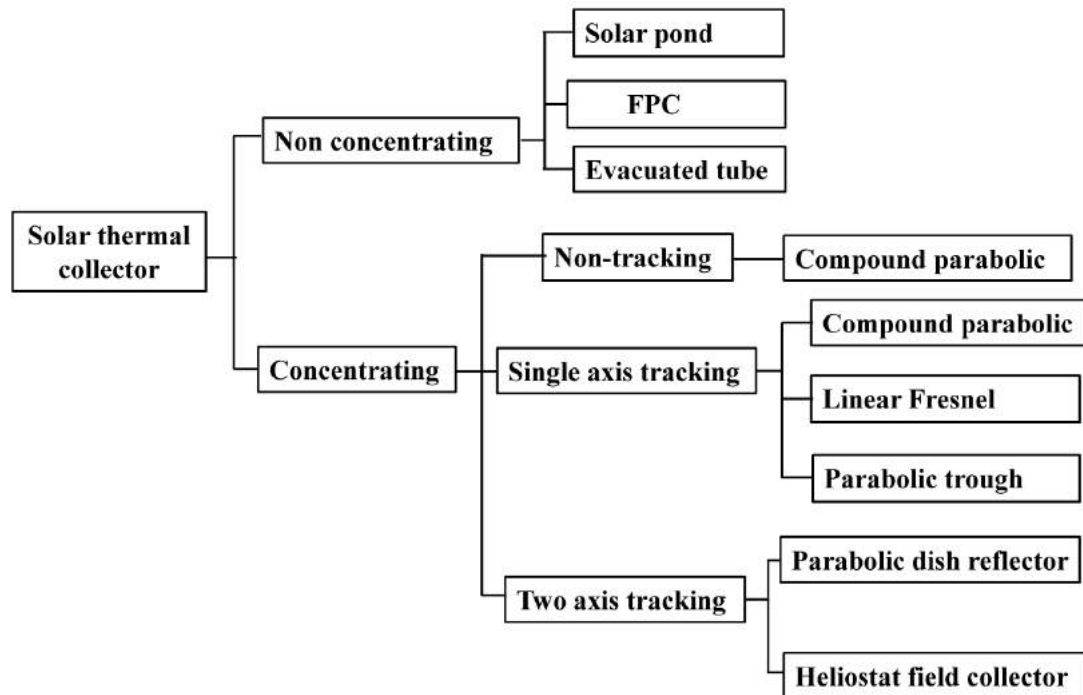 Solar pond
FPC
Non concentrating
Evacuated tube
Solar thermal
collector
Non-tracking
Compound parabolic
Compound parabolic
Concentrating
Single axis tracking
Linear Fresnel
Parabolic trough
Parabolic dish reflector
Two axis tracking
Heliostat field collector